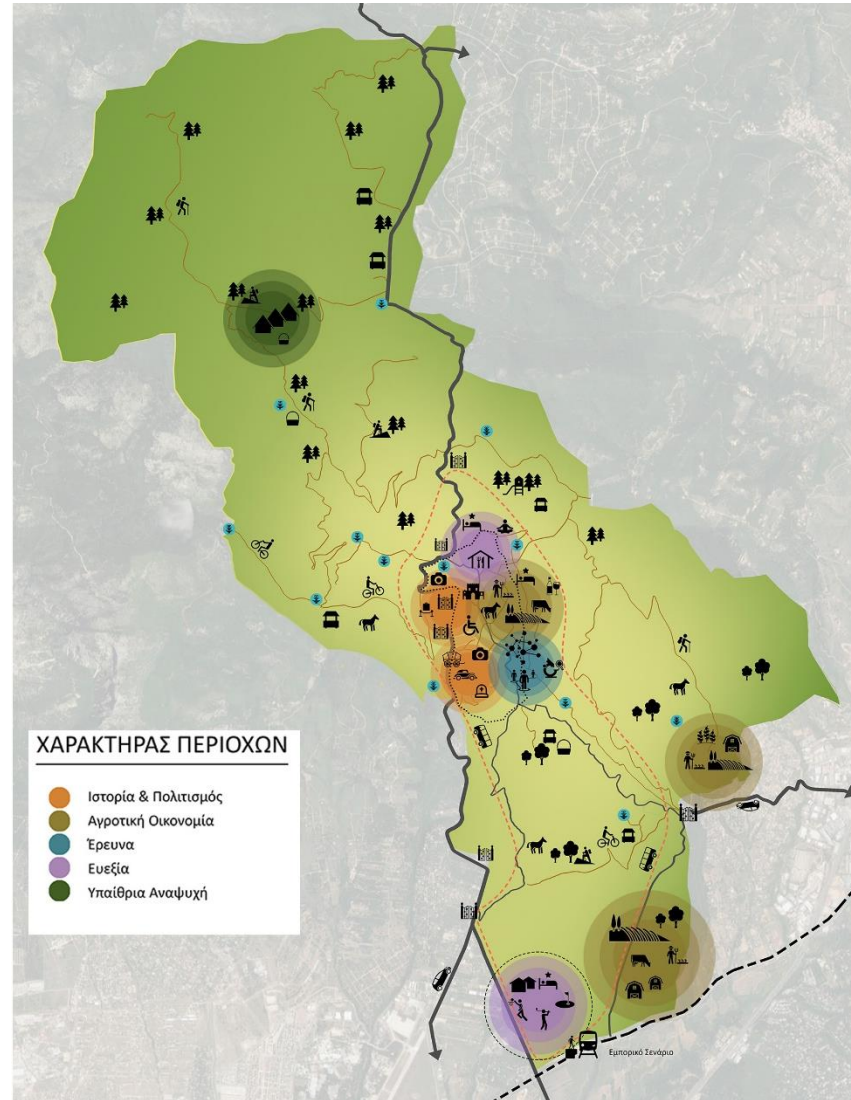 ΧΑΡΑΚΤΗΡΑΣ ΠΕΡΙΟΧΩΝ
Ιστορία & Πολιτισμός
Αγροτική Οικονομία
Έρευνα
Ευεξία
Υπαίθρια Αναψυχή
Εμπορικό Σενάριο